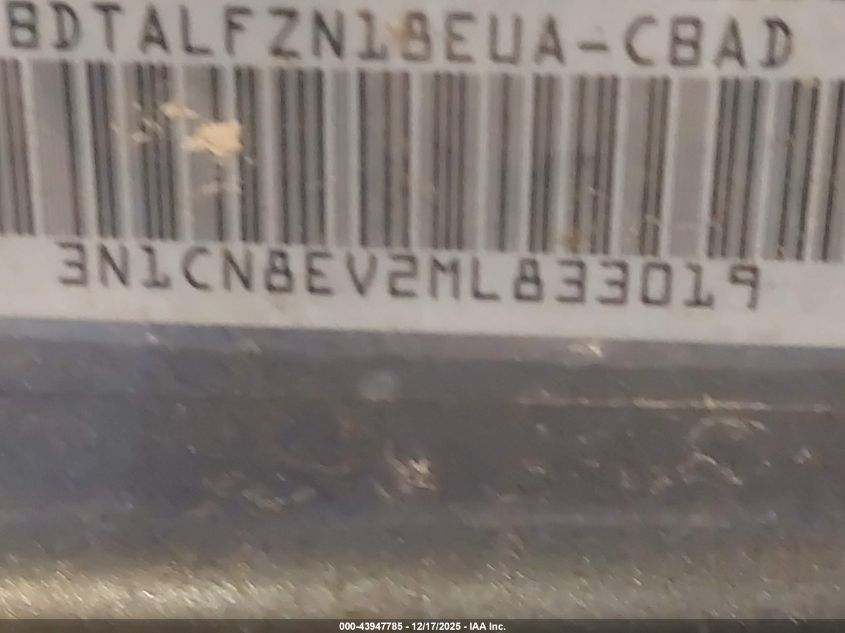 BDTALFZN18EUA-CBAD
3N1CN8EV2ML833019
000-43947785 - 12/17/2025 - IAA Inc.